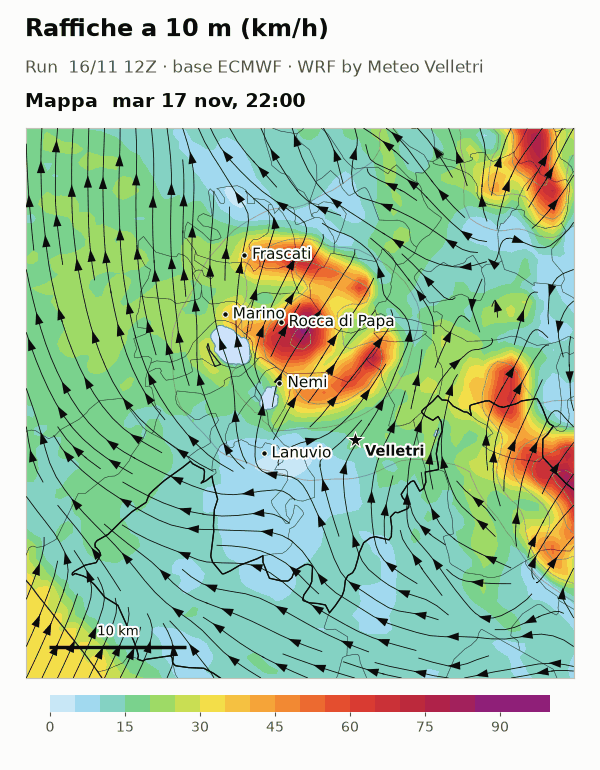 Raffiche a 10 m (km/h)
Run  16/11 12Z · base ECMWF · WRF by Meteo Velletri
Mappa  mar 17 nov, 22:00
Frascati
Marino
Rocca di Papa
Nemi
Velletri
Lanuvio
10 km
0 15 30 45 60 75 90